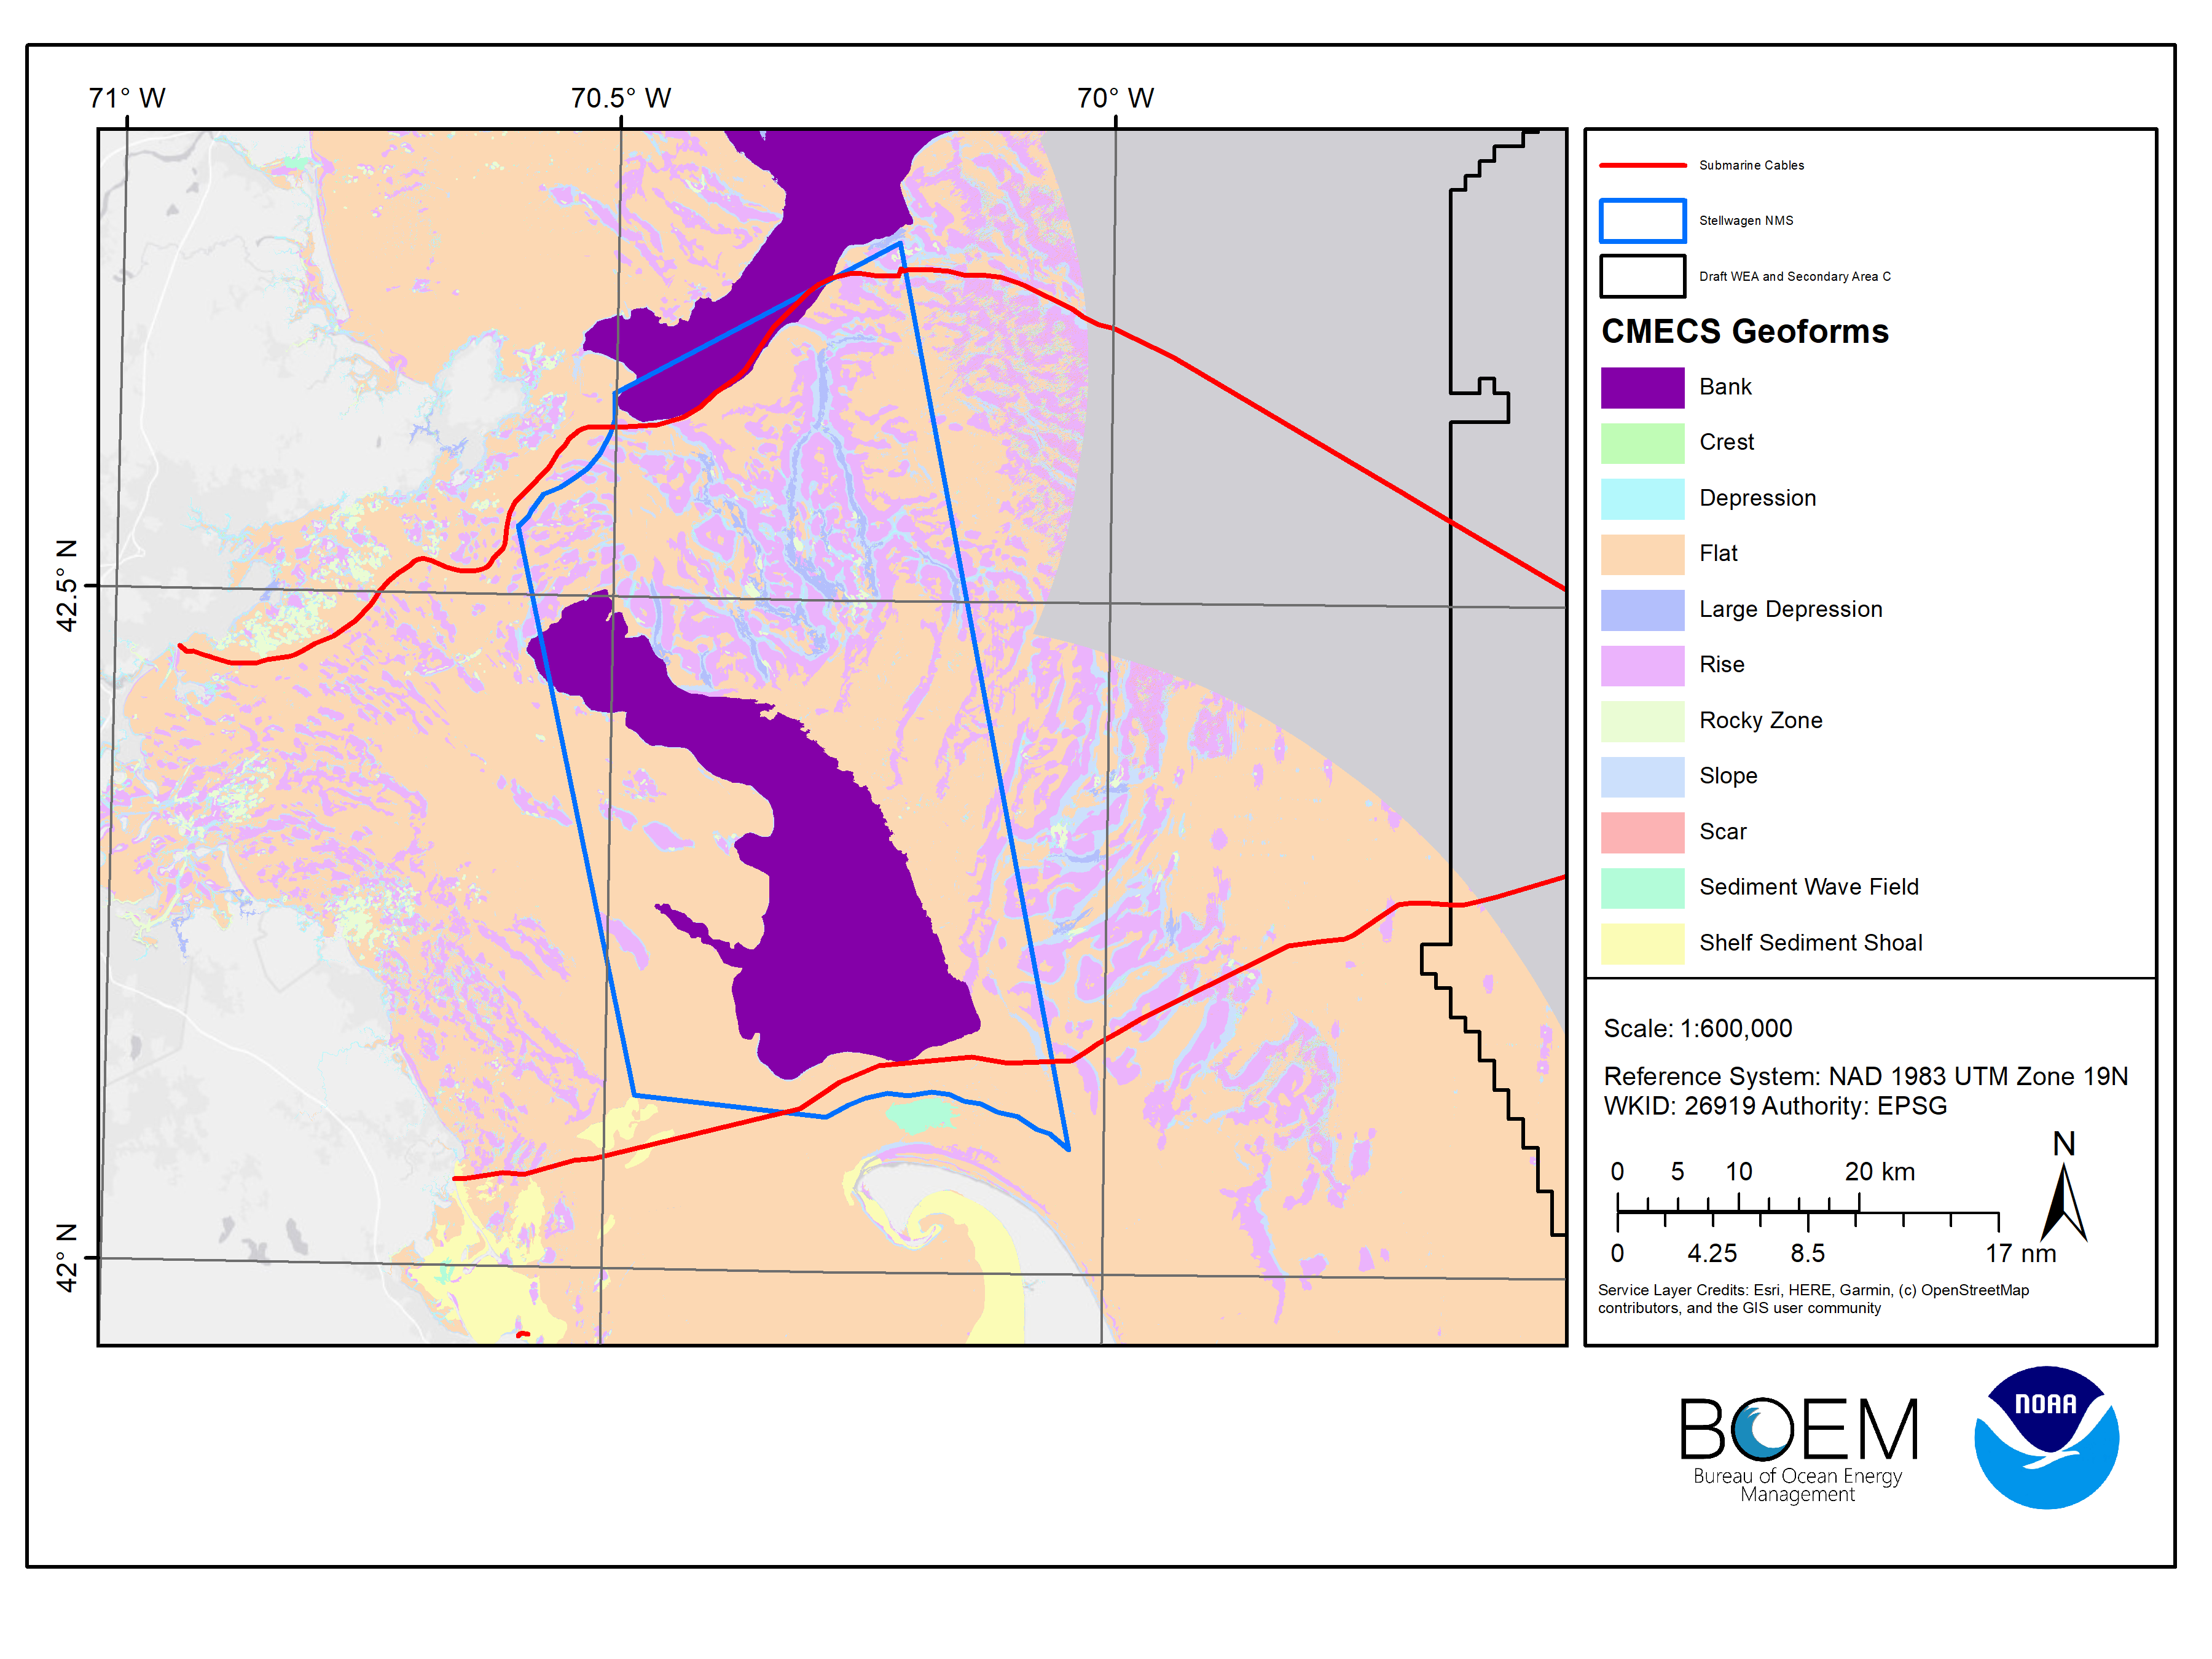 71° W
70.5° W
70° W
42.5° N
42° N
Submarine Cables
Stellwagen NMS
Draft WEA and Secondary Area C
CMECS Geoforms
Bank
Crest
Depression
Flat
Large Depression
Rise
Rocky Zone
Slope
Scar
Sediment Wave Field
Shelf Sediment Shoal
Scale: 1:600,000
Reference System: NAD 1983 UTM Zone 19N
WKID: 26919 Authority: EPSG
N
0 5 10 20 km
0 4.25 8.5 17 nm
Service Layer Credits: Esri, HERE, Garmin, (c) OpenStreetMap
contributors, and the GIS user community
BOEM
Bureau of Ocean Energy
Management
NOAA